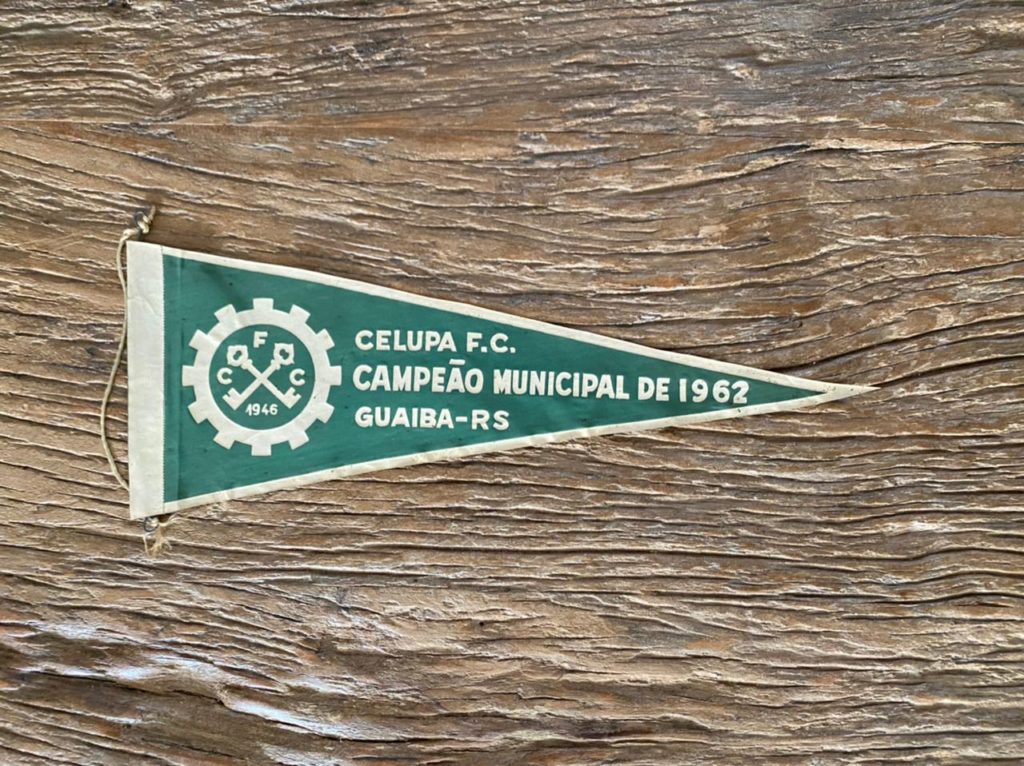 F
C C
1946
CELUPA F.C.
CAMPEÃO MUNICIPAL DE 1962
GUAIBA-RS